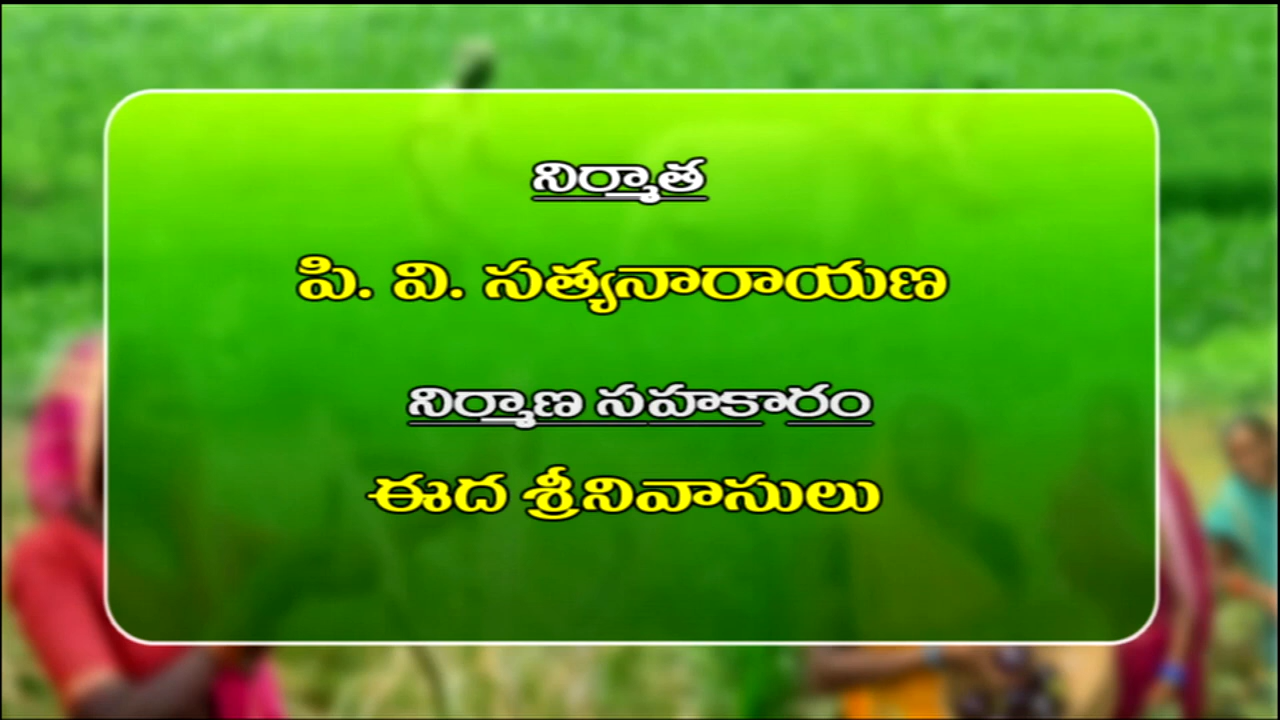 నిర్మాత
పి. వి. సత్యనారాయణ
నిర్మాణ సహకారం
ఈద శ్రీనివాసులు